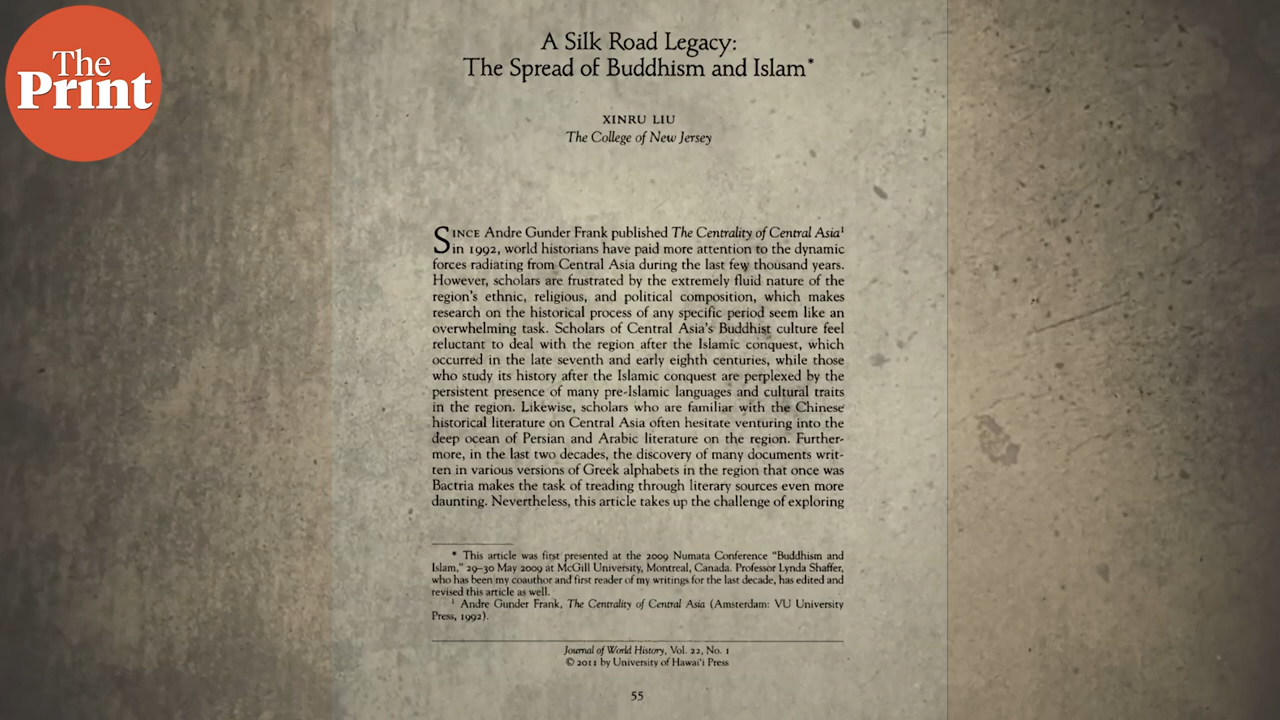 The
Print
A Silk Road Legacy:
The Spread of Buddhism and Islam*
XINRU LIU
The College of New Jersey
SINCE Andre Gunder Frank published The Centrality of Central Asia¹
in 1992, world historians have paid more attention to the dynamic
forces radiating from Central Asia during the last few thousand years.
However, scholars are frustrated by the extremely fluid nature of the
region's ethnic, religious, and political composition, which makes
research on the historical process of any specific period seem like an
overwhelming task. Scholars of Central Asia's Buddhist culture feel
reluctant to deal with the region after the Islamic conquest, which
occurred in the late seventh and early eighth centuries, while those
who study its history after the Islamic conquest are perplexed by the
persistent presence of many pre-Islamic languages and cultural traits
in the region. Likewise, scholars who are familiar with the Chinese
historical literature on Central Asia often hesitate venturing into the
deep ocean of Persian and Arabic literature on the region. Further-
more, in the last two decades, the discovery of many documents writ-
ten in various versions of Greek alphabets in the region that once was
Bactria makes the task of treading through literary sources even more
daunting. Nevertheless, this article takes up the challenge of exploring
* This article was first presented at the 2009 Numata Conference "Buddhism and
Islam," 29–30 May 2009 at McGill University, Montreal, Canada. Professor Lynda Shaffer,
who has been my coauthor and first reader of my writings for the last decade, has edited and
revised this article as well.
¹ Andre Gunder Frank, The Centrality of Central Asia (Amsterdam: VU University
Press, 1992).
Journal of World History, Vol. 22, No. 1
© 2011 by University of Hawai'i Press
55